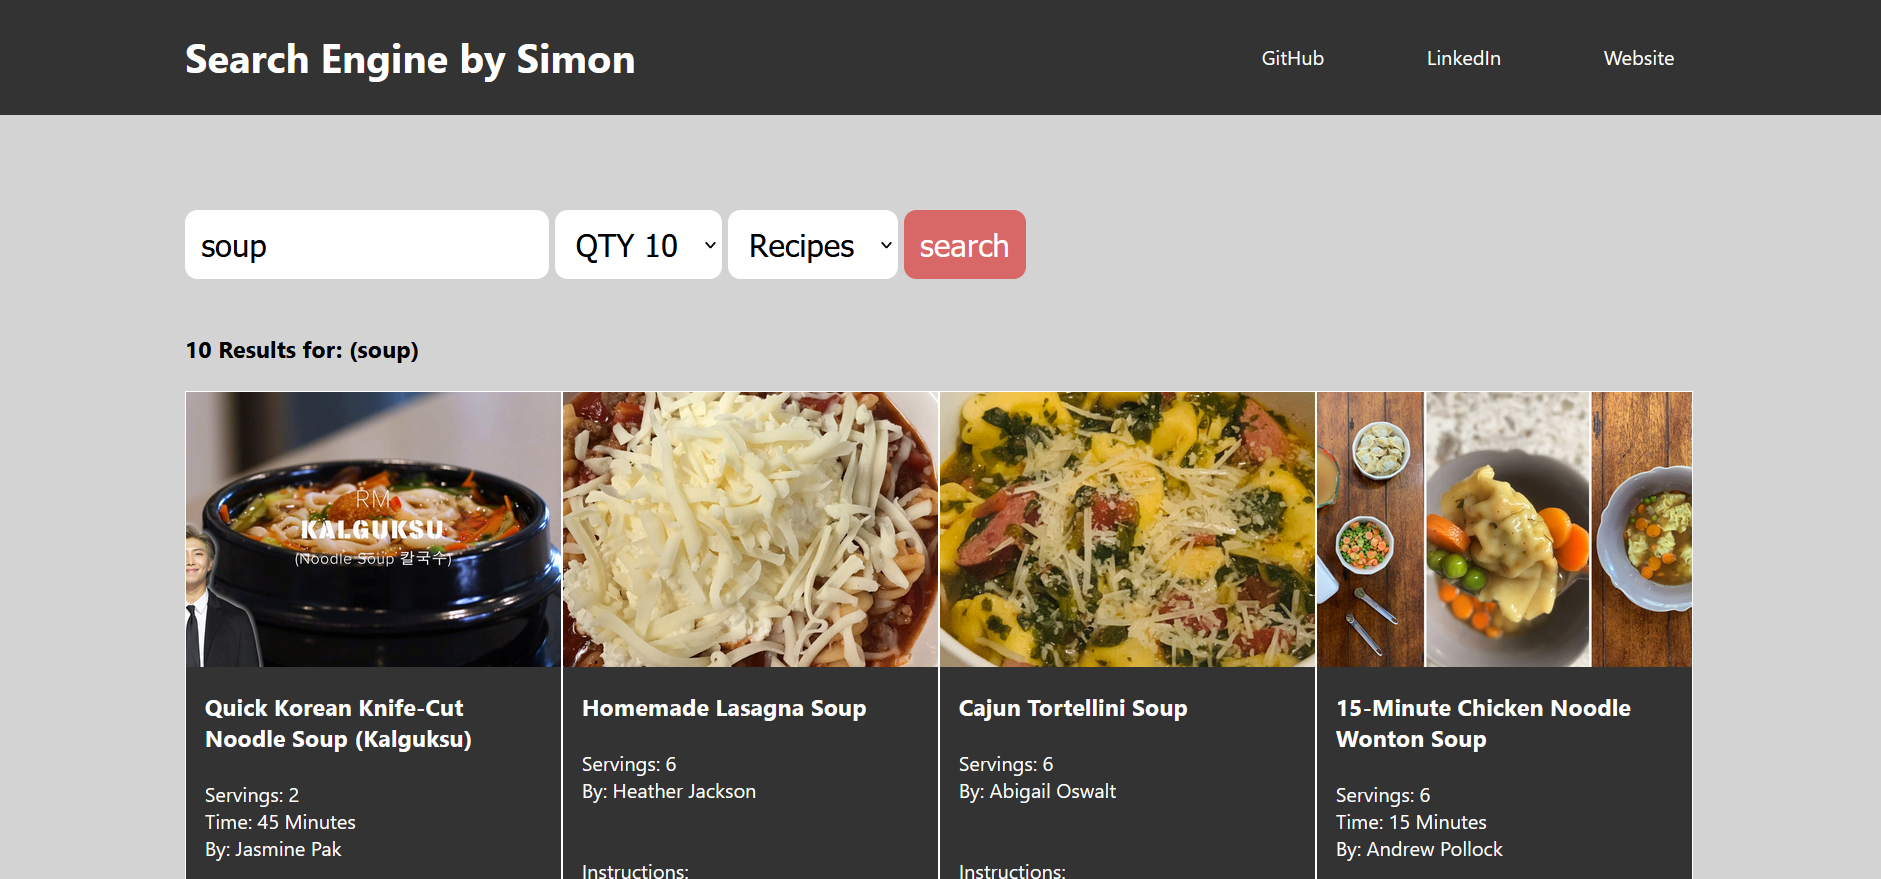 Search Engine by Simon
GitHub
LinkedIn
Website
soup
QTY 10
Recipes
search
10 Results for: (soup)
RM
KALGUKSU
(Noodle Soup 칼국수)
Quick Korean Knife-Cut
Noodle Soup (Kalguksu)
Servings: 2
Time: 45 Minutes
By: Jasmine Pak
Homemade Lasagna Soup
Servings: 6
By: Heather Jackson
Instructions:
Cajun Tortellini Soup
Servings: 6
By: Abigail Oswalt
Instructions:
15-Minute Chicken Noodle
Wonton Soup
Servings: 6
Time: 15 Minutes
By: Andrew Pollock